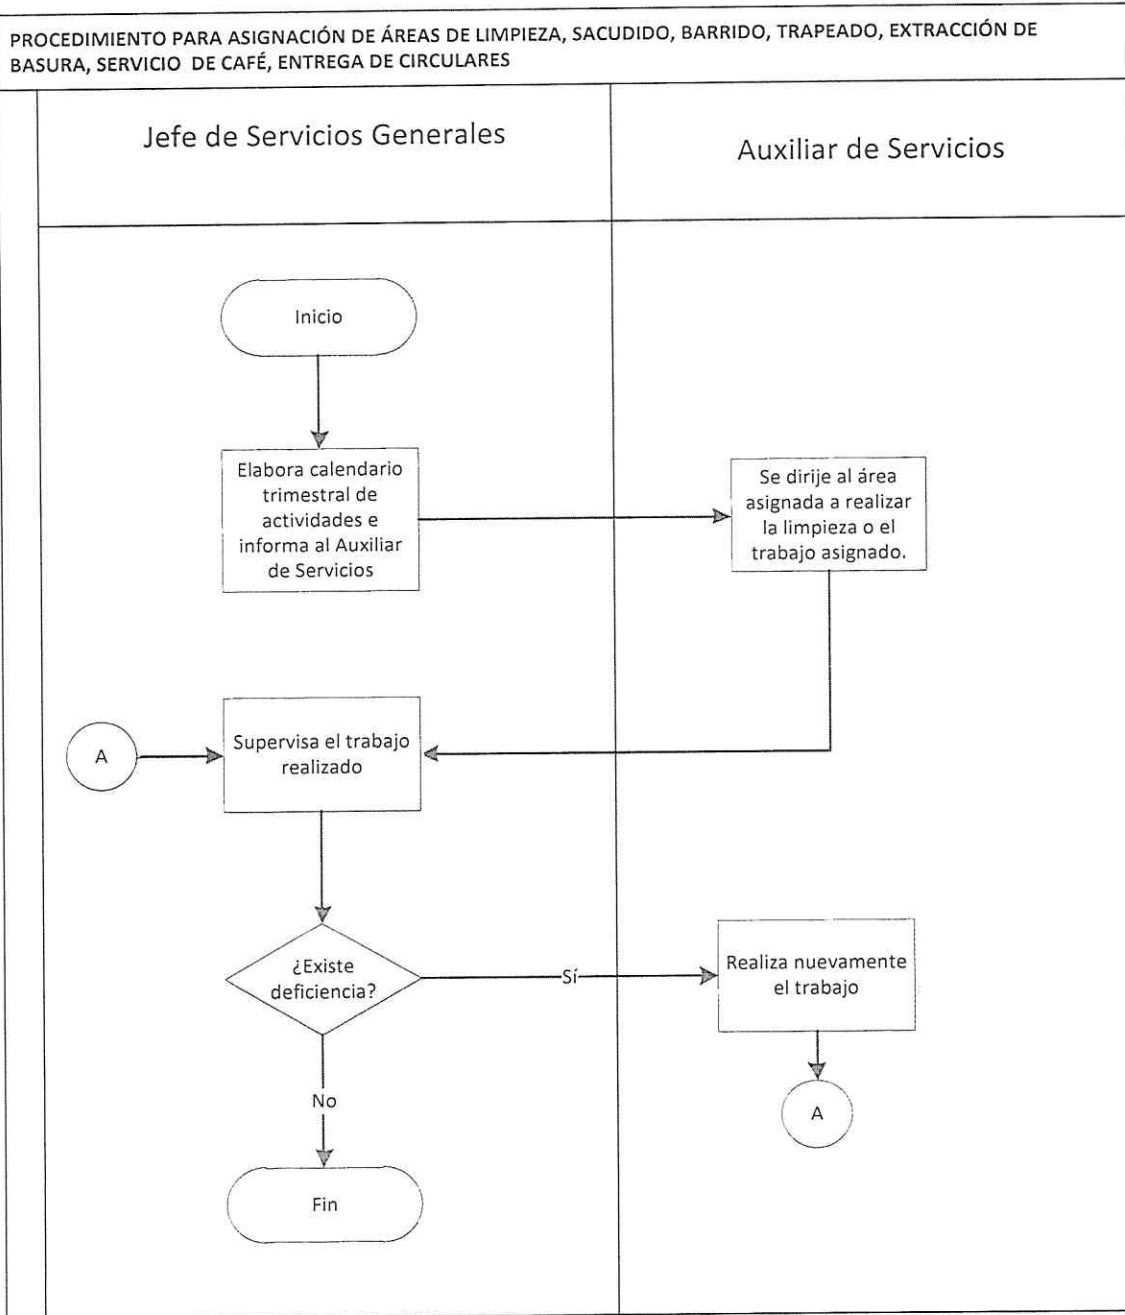 PROCEDIMIENTO PARA ASIGNACIÓN DE ÁREAS DE LIMPIEZA, SACUDIDO, BARRIDO, TRAPEADO, EXTRACCIÓN DE
BASURA, SERVICIO DE CAFÉ, ENTREGA DE CIRCULARES
Jefe de Servicios Generales
Auxiliar de Servicios
Inicio
Elabora calendario
trimestral de
actividades e
informa al Auxiliar
de Servicios
Se dirije al área
asignada a realizar
la limpieza o el
trabajo asignado.
A
Supervisa el trabajo
realizado
¿Existe
deficiencia?
Sí
Realiza nuevamente
el trabajo
No
A
Fin